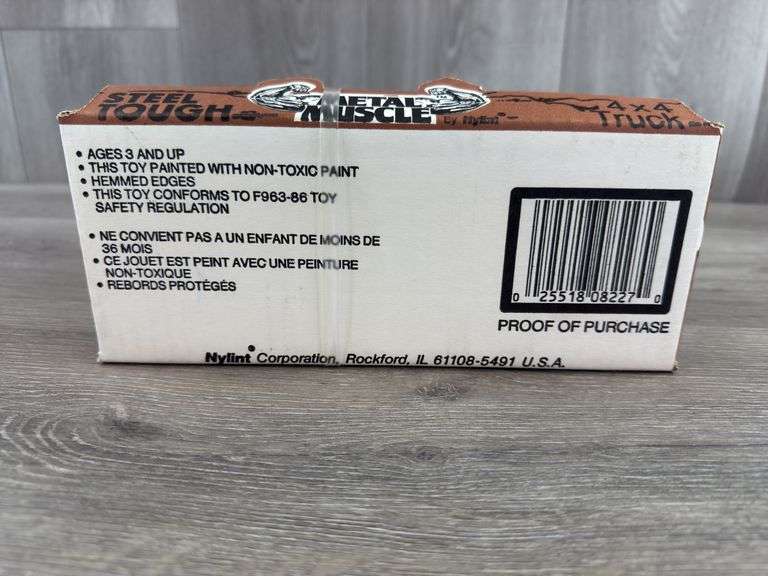 STEEL
TOUGH
METAL
MUSCLE
By Nylint
4x4
Truck
• AGES 3 AND UP
• THIS TOY PAINTED WITH NON-TOXIC PAINT
• HEMMED EDGES
• THIS TOY CONFORMS TO F963-86 TOY
SAFETY REGULATION
• NE CONVIENT PAS A UN ENFANT DE MOINS DE
36 MOIS
• CE JOUET EST PEINT AVEC UNE PEINTURE
NON-TOXIQUE
• REBORDS PROTÉGÉS
0 25518 08227 0
PROOF OF PURCHASE
Nylint® Corporation, Rockford, IL 61108-5491 U.S.A.